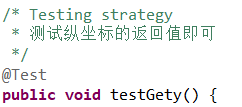 /* Testing strategy
 * 测试纵坐标的返回值即可
 */
@Test
public void testGety() {